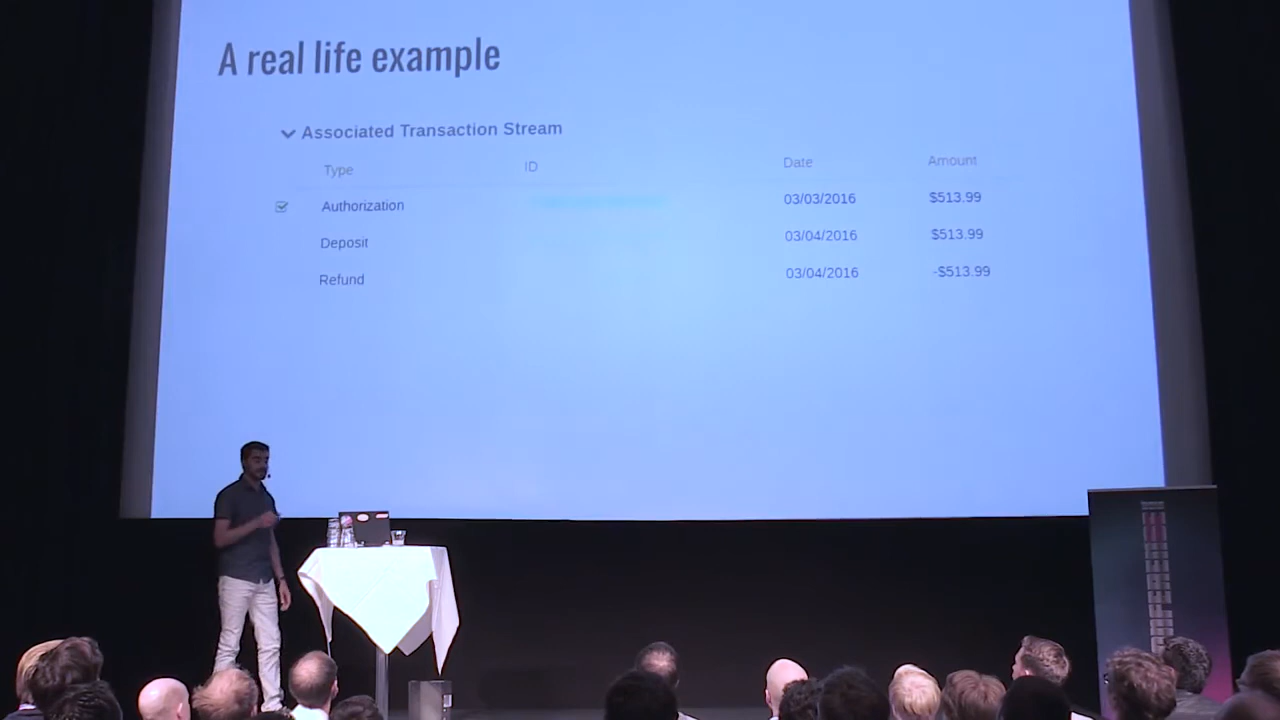 A real life example
Associated Transaction Stream
Type ID Date Amount
Authorization 03/03/2016 $513.99
Deposit 03/04/2016 $513.99
Refund 03/04/2016 -$513.99